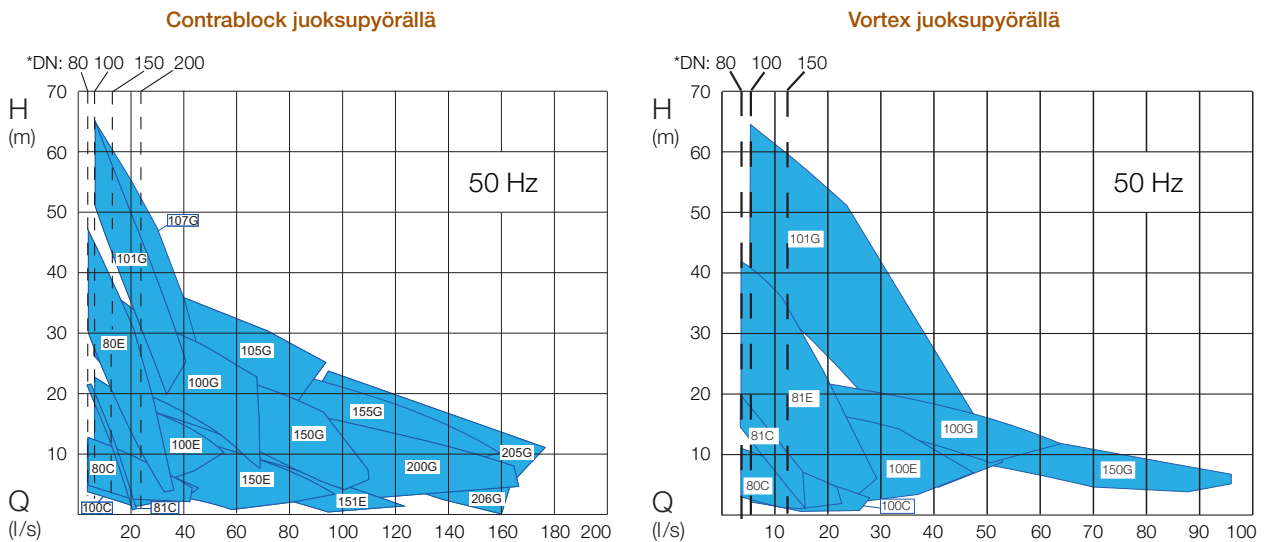 Contrablock juoksupyörällä
*DN: 80 100 150 200
70
H
(m)
60
50 Hz
50
107G
101G
40
30
80E
105G
100G
20
155G
150G
100E
205G
10
80C
200G
150E
151E
206G
Q
100C
81C
(l/s)
20 40 60 80 100 120 140 160 180 200
Vortex juoksupyörällä
*DN: 80 100 150
70
H
(m)
60
50 Hz
50
101G
40
30
20
81E
81C
100G
10
100E
150G
80C
Q
100C
(l/s)
10 20 30 40 50 60 70 80 90 100